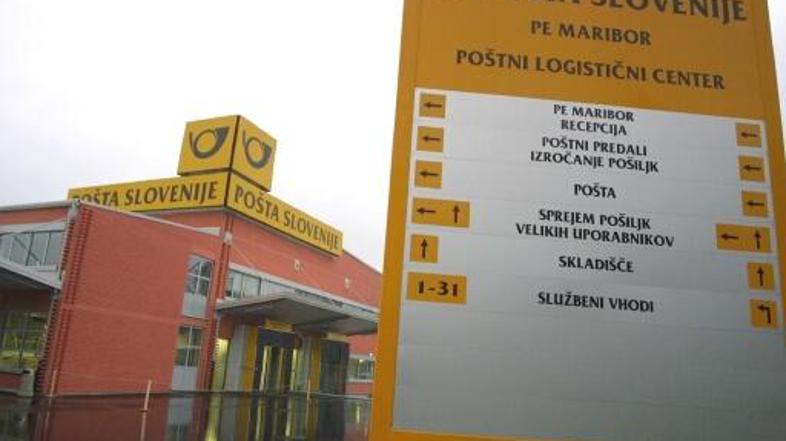 POŠTA SLOVENIJE
POŠTA SLOVENIJE
SLOVENIJE
PE MARIBOR
POŠTNI LOGISTIČNI CENTER
PE MARIBOR
RECEPCIJA
POŠTNI PREDALI
IZROČANJE POŠILJK
POŠTA
SPREJEM POŠILJK
VELIKIH UPORABNIKOV
SKLADIŠČE
1-31
SLUŽBENI VHODI